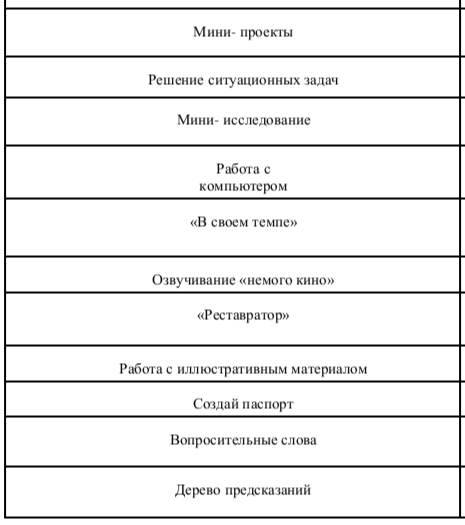 Мини- проекты
Решение ситуационных задач
Мини- исследование
Работа с
компьютером
«В своем темпе»
Озвучивание «немого кино»
«Реставратор»
Работа с иллюстративным материалом
Создай паспорт
Вопросительные слова
Дерево предсказаний